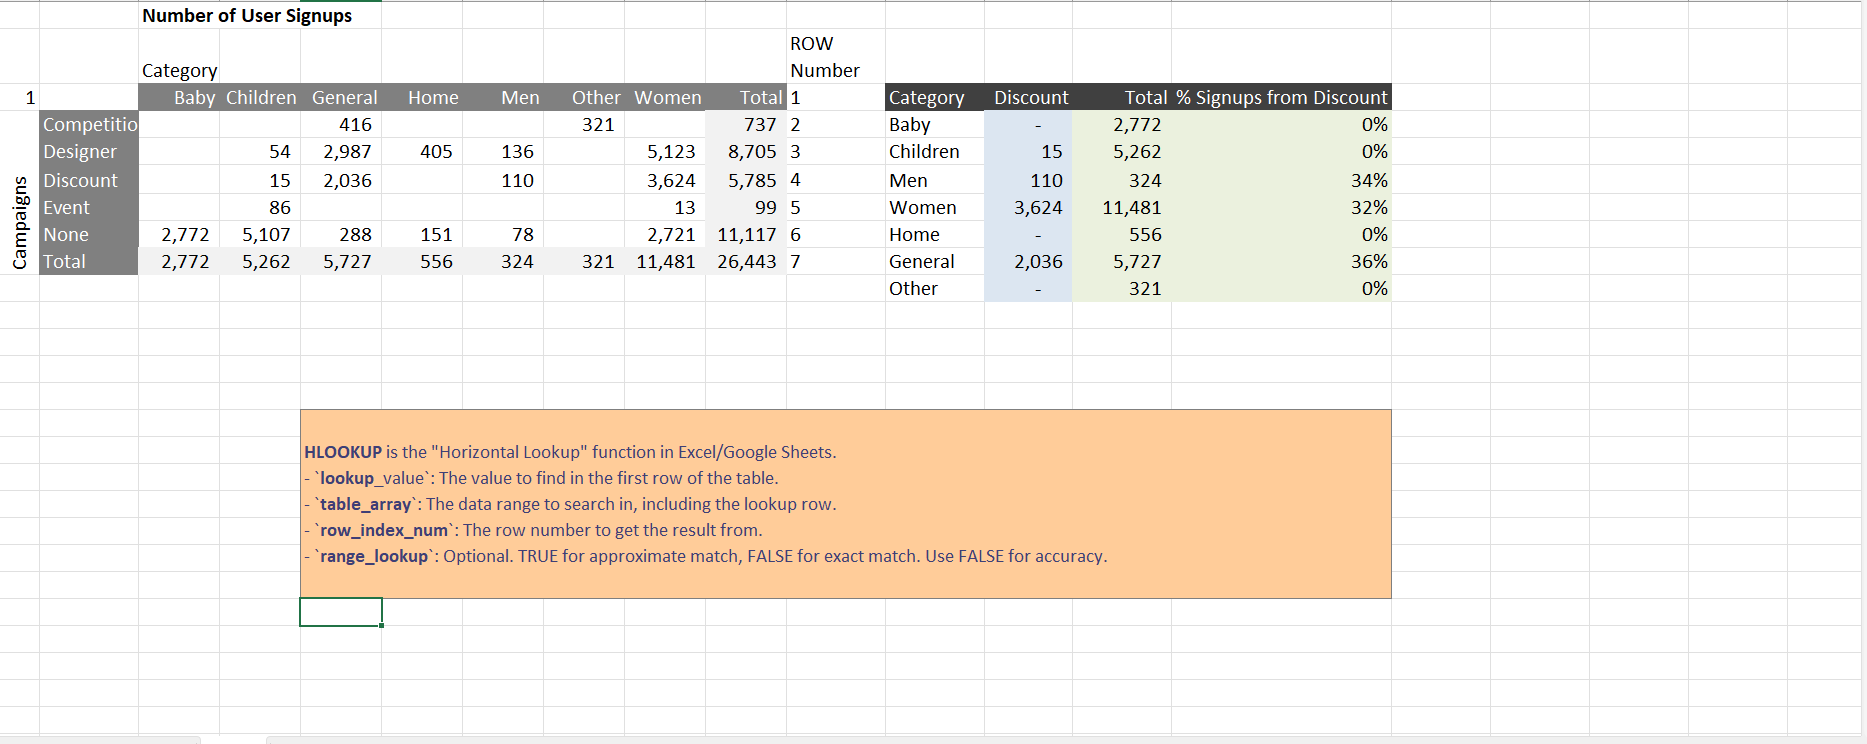 Number of User Signups
ROW
Category Number
1 Baby Children General Home Men Other Women Total 1 Category Discount Total % Signups from Discount
Competitio 416 321 737 2 Baby - 2,772 0%
Designer 54 2,987 405 136 5,123 8,705 3 Children 15 5,262 0%
Discount 15 2,036 110 3,624 5,785 4 Men 110 324 34%
Event 86 13 99 5 Women 3,624 11,481 32%
None 2,772 5,107 288 151 78 2,721 11,117 6 Home - 556 0%
Total 2,772 5,262 5,727 556 324 321 11,481 26,443 7 General 2,036 5,727 36%
Other - 321 0%
Campaigns
HLOOKUP is the "Horizontal Lookup" function in Excel/Google Sheets.
- `lookup_value`: The value to find in the first row of the table.
- `table_array`: The data range to search in, including the lookup row.
- `row_index_num`: The row number to get the result from.
- `range_lookup`: Optional. TRUE for approximate match, FALSE for exact match. Use FALSE for accuracy.